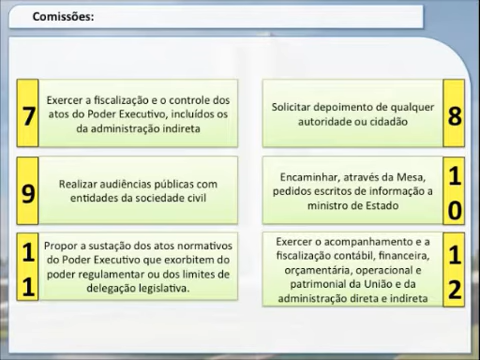 Comissões:
7
Exercer a fiscalização e o controle dos
atos do Poder Executivo, incluídos os
da administração indireta
Solicitar depoimento de qualquer
autoridade ou cidadão
8
9
Realizar audiências públicas com
entidades da sociedade civil
Encaminhar, através da Mesa,
pedidos escritos de informação a
ministro de Estado
1
0
1
1
Propor a sustação dos atos normativos
do Poder Executivo que exorbitem do
poder regulamentar ou dos limites de
delegação legislativa.
Exercer o acompanhamento e a
fiscalização contábil, financeira,
orçamentária, operacional e
patrimonial da União e da
administração direta e indireta
1
2